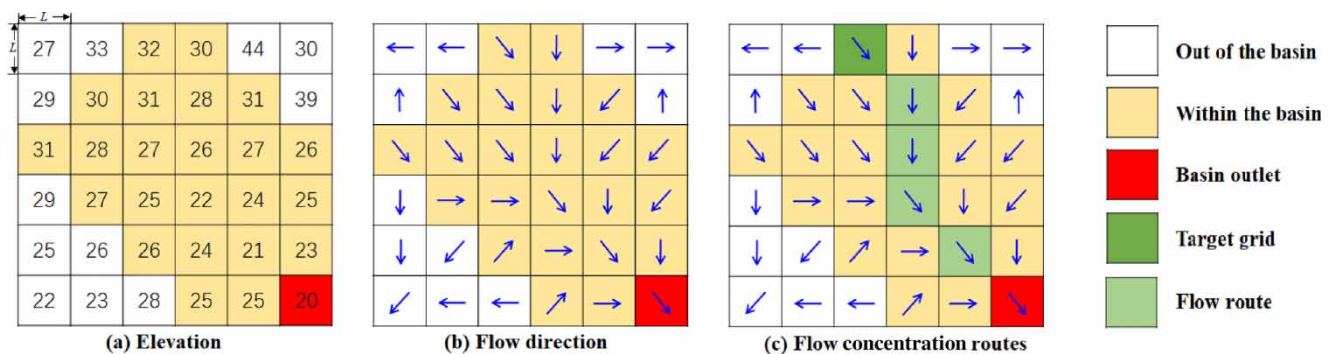 L
L
27 33 32 30 44 30
29 30 31 28 31 39
31 28 27 26 27 26
29 27 25 22 24 25
25 26 26 24 21 23
22 23 28 25 25 20
(a) Elevation
(b) Flow direction
(c) Flow concentration routes
Out of the basin
Within the basin
Basin outlet
Target grid
Flow route